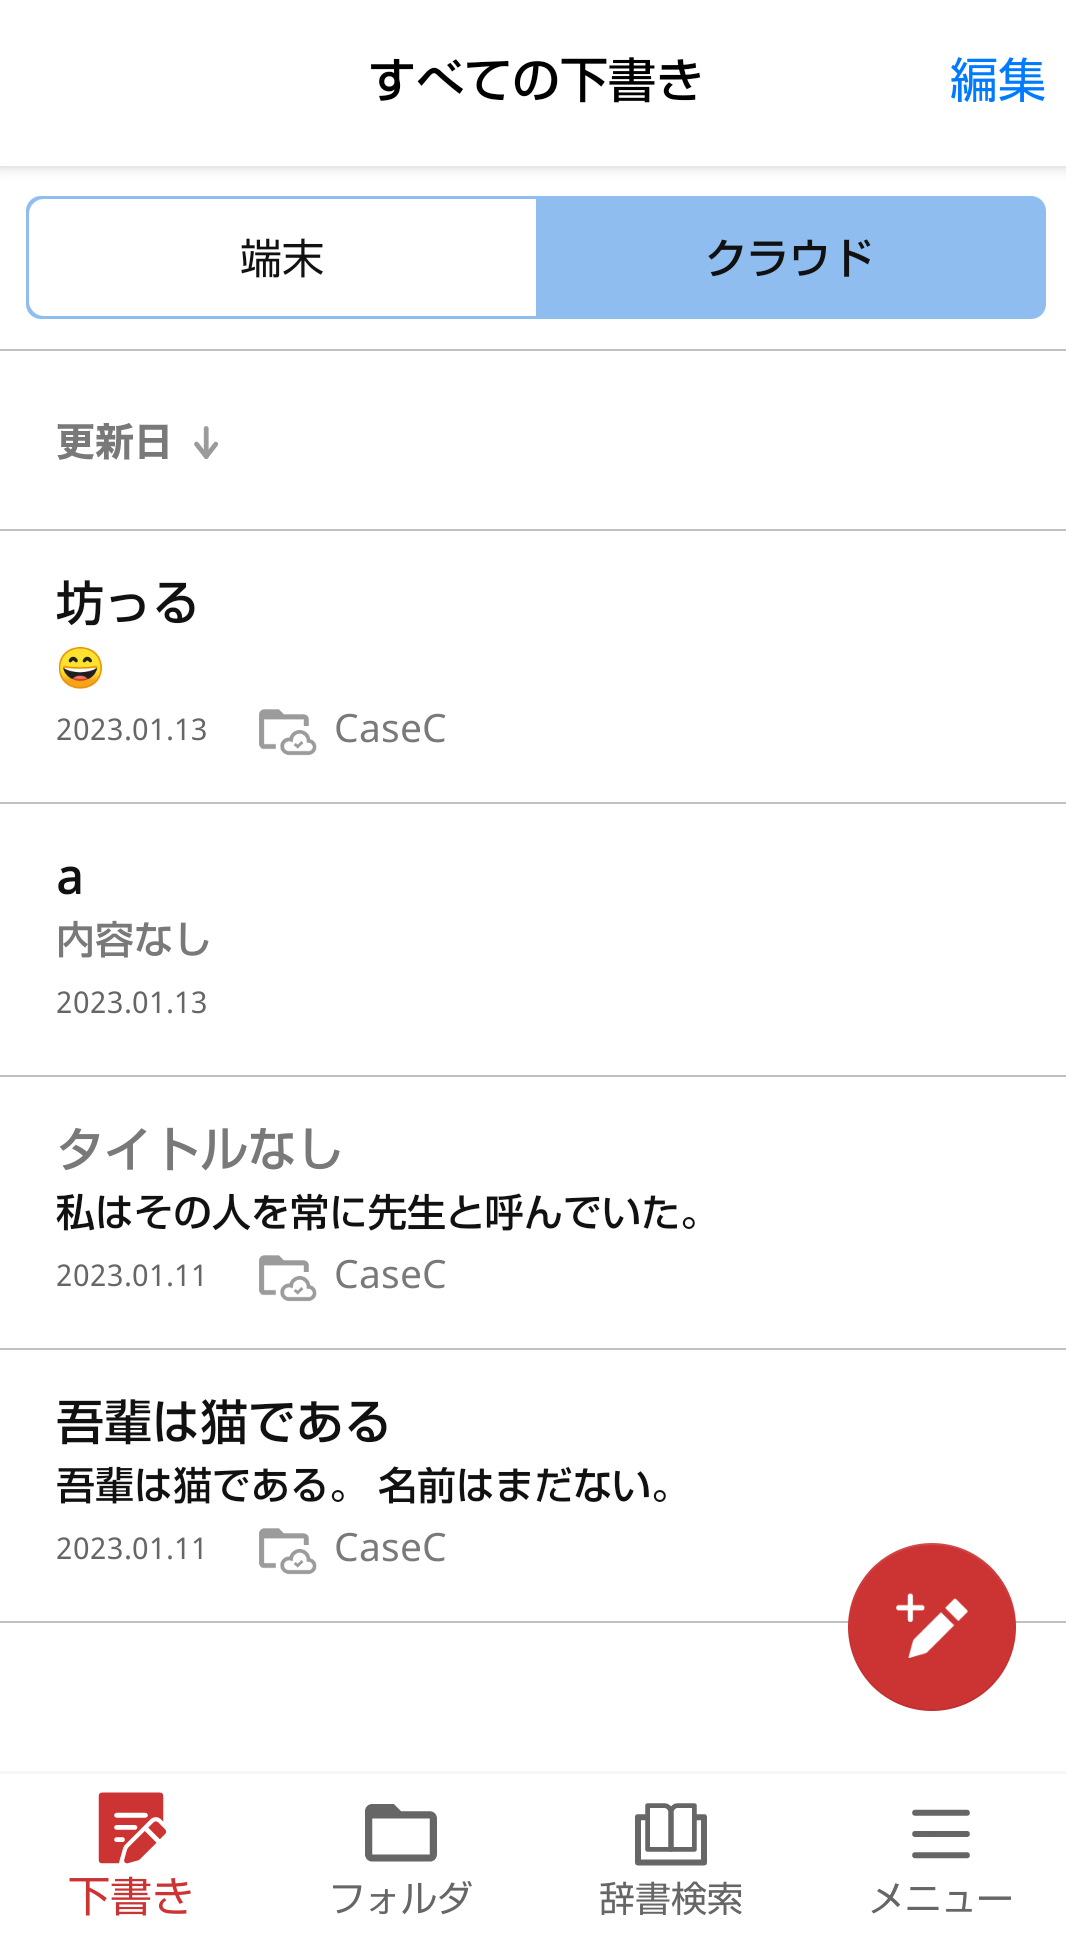 すべての下書き
編集
端末
クラウド
更新日 ↓
坊っる
😄
2023.01.13 CaseC
a
内容なし
2023.01.13
タイトルなし
私はその人を常に先生と呼んでいた。
2023.01.11 CaseC
吾輩は猫である
吾輩は猫である。 名前はまだない。
2023.01.11 CaseC
下書き
フォルダ
辞書検索
メニュー